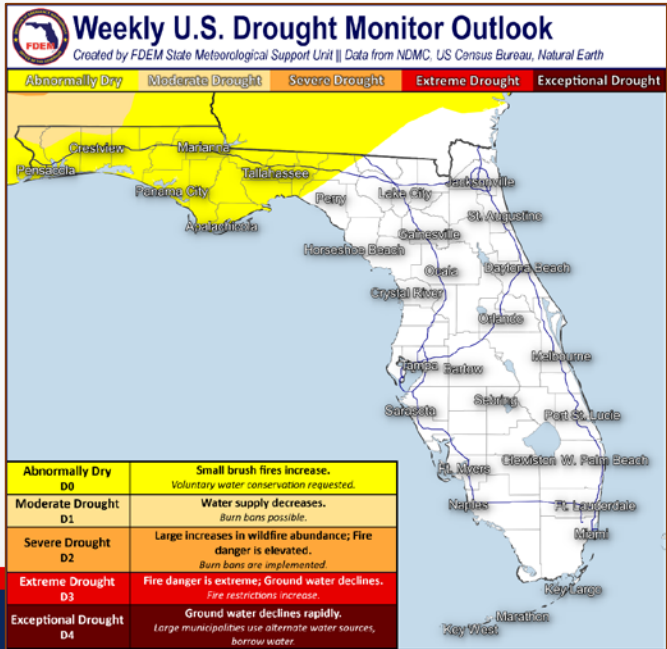 FDEM
Weekly U.S. Drought Monitor Outlook
Created by FDEM State Meteorological Support Unit || Data from NDMC, US Census Bureau, Natural Earth
Abnormally Dry Moderate Drought Severe Drought Extreme Drought Exceptional Drought
Crestview Marianna
Pensacola
Panama City Tallahassee
Apalachicola
Perry Lake City Jacksonville
St. Augustine
Gainesville
Horseshoe Beach
Ocala Daytona Beach
Crystal River
Orlando
Tampa Bartow Melbourne
Sarasota Sebring Port St. Lucie
Ft. Myers Clewiston W. Palm Beach
Naples Ft. Lauderdale
Miami
Key Largo
Marathon
Key West
Abnormally Dry
D0
Small brush fires increase.
Voluntary water conservation requested.
Moderate Drought
D1
Water supply decreases.
Burn bans possible.
Severe Drought
D2
Large increases in wildfire abundance; Fire
danger is elevated.
Burn bans are implemented.
Extreme Drought
D3
Fire danger is extreme; Ground water declines.
Fire restrictions increase.
Exceptional Drought
D4
Ground water declines rapidly.
Large municipalities use alternate water sources,
borrow water.